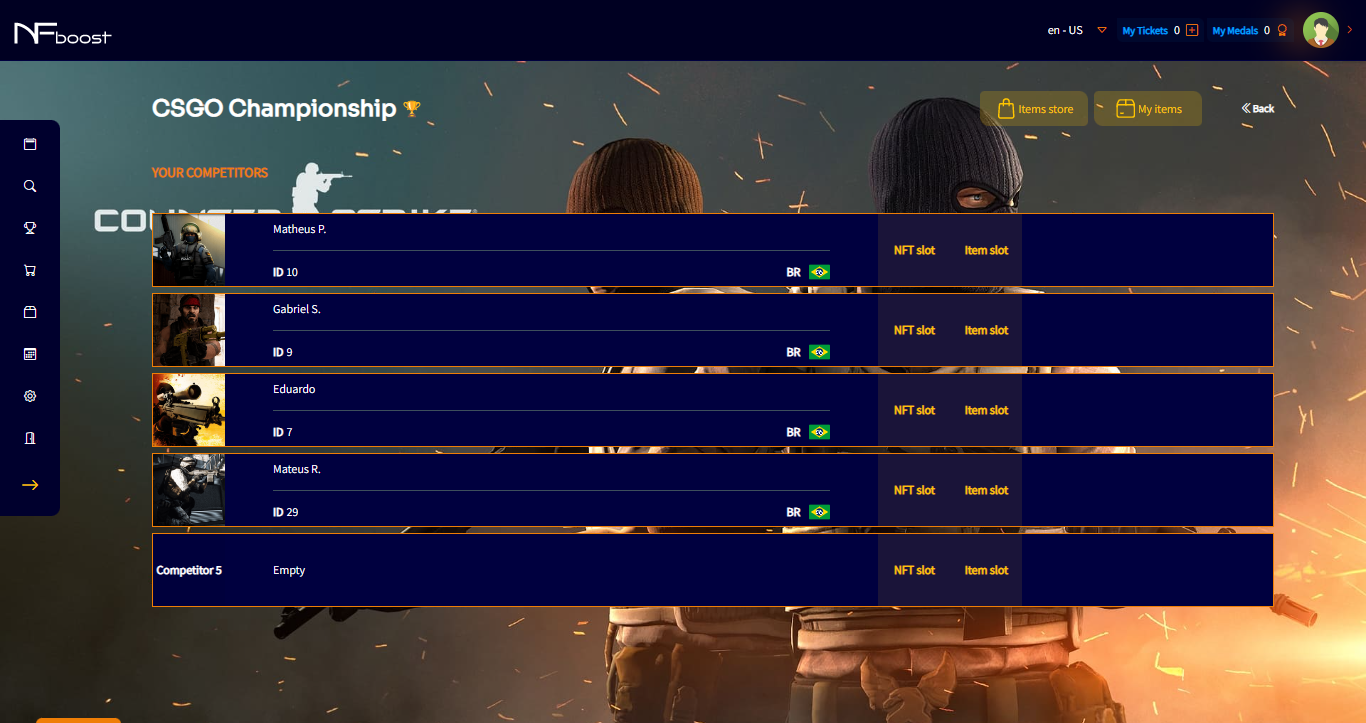 NFboost
en - US
My Tickets 0
My Medals 0
CSGO Championship
Items store
My items
Back
YOUR COMPETITORS
Matheus P.
ID 10
BR
NFT slot
Item slot
Gabriel S.
ID 9
BR
NFT slot
Item slot
Eduardo
ID 7
BR
NFT slot
Item slot
Mateus R.
ID 29
BR
NFT slot
Item slot
Competitor 5
Empty
NFT slot
Item slot